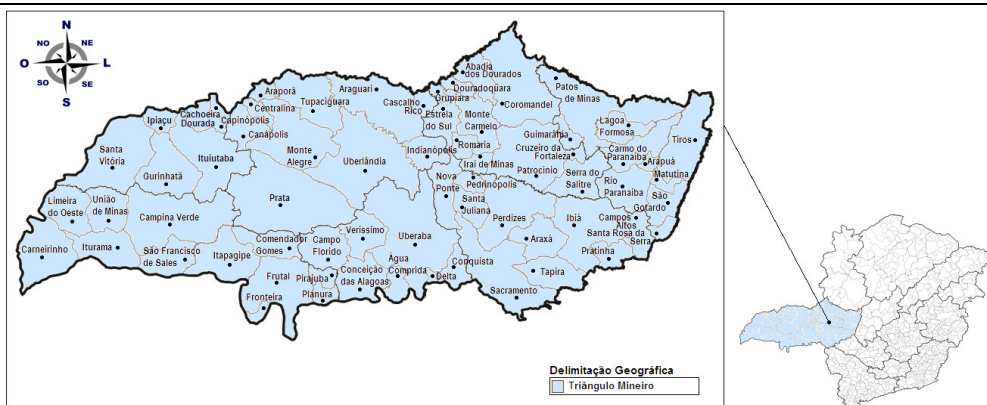 N
NO NE
O L
SO SE
S
Abadia
dos Dourados
Douradoquara
Araguari
Araporã
Tupaciguara
Cascalho
Rico
Grupiara
Estrela
do Sul
Coromandel
Patos
de Minas
Centralina
Cachoeira
Dourada
Capinópolis
Ipiaçu
Canápolis
Monte
Carmelo
Lagoa
Formosa
Guimarânia
Tiros
Romaria
Cruzeiro da
Fortaleza
Carmo do
Paranaiba
Arapuá
Santa
Vitória
Ituiutaba
Monte
Alegre
Uberlândia
Indianópolis
Irai de Minas
Patrocinio
Serra do
Salitre
Matutina
Gurinhatã
Nova
Ponte
Pedrinópolis
Rio
Paranaiba
São
Gotardo
Limeira
do Oeste
União
de Minas
Prata
Santa
Juliana
Campina Verde
Perdizes
Ibiá
Campos
Altos
Santa Rosa da
Serra
Carneirinho
Iturama
São Francisco
de Sales
Itapagipe
Comendador
Gomes
Campo
Florido
Veríssimo
Uberaba
Araxá
Pratinha
Frutal
Pirajuba
Conceição
das Alagoas
Água
Comprida
Delta
Conquista
Tapira
Fronteira
Planura
Sacramento
Delimitação Geográfica
Triângulo Mineiro